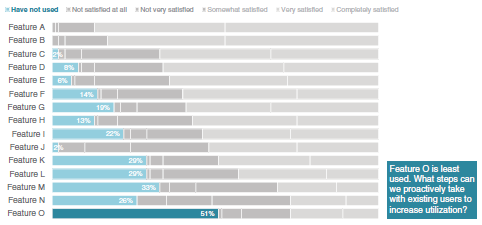 Have not used Not satisfied at all Not very satisfied Somewhat satisfied Very satisfied Completely satisfied
Feature A
Feature B
Feature C 2%
Feature D 8%
Feature E 6%
Feature F 14%
Feature G 19%
Feature H 13%
Feature I 22%
Feature J 2%
Feature K 29%
Feature L 29%
Feature M 33%
Feature N 26%
Feature O 51%
Feature O is least
used. What steps can
we proactively take
with existing users to
increase utilization?